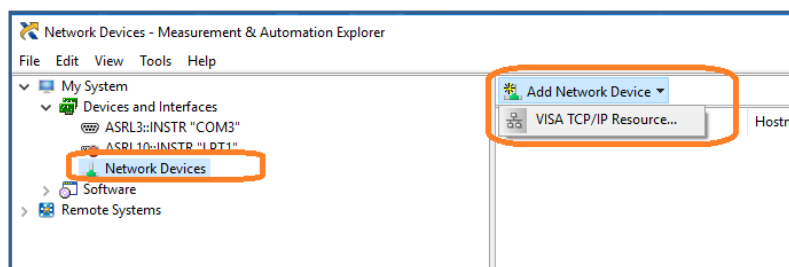 Network Devices - Measurement & Automation Explorer
File Edit View Tools Help
My System
Devices and Interfaces
ASRL3::INSTR "COM3"
ASRL10::INSTR "LPT1"
Network Devices
Software
Remote Systems
Add Network Device
VISA TCP/IP Resource...
Hostn